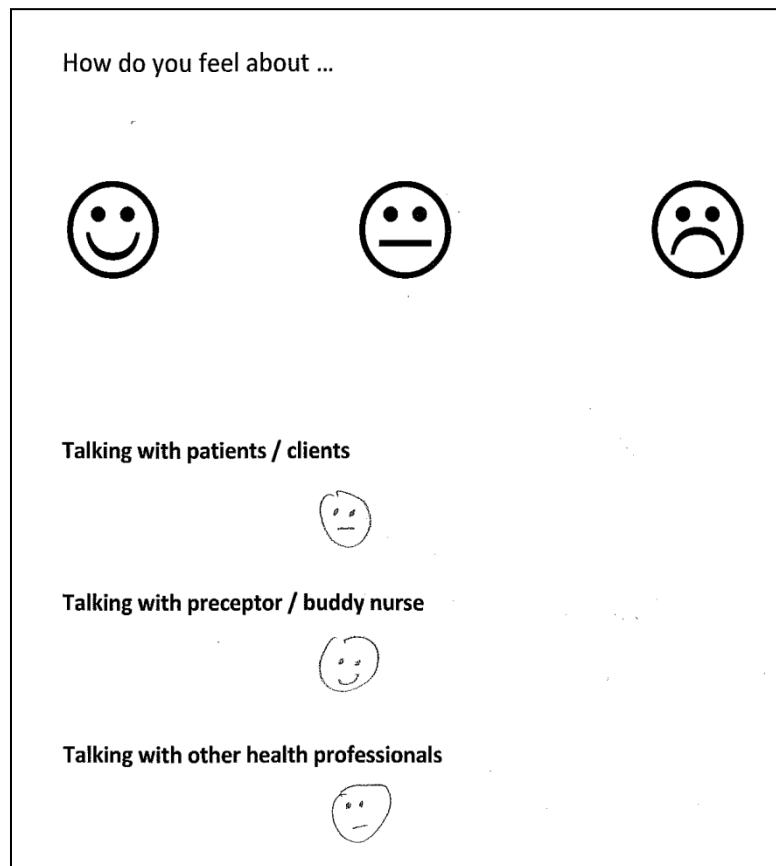 How do you feel about ...
Talking with patients / clients
Talking with preceptor / buddy nurse
Talking with other health professionals